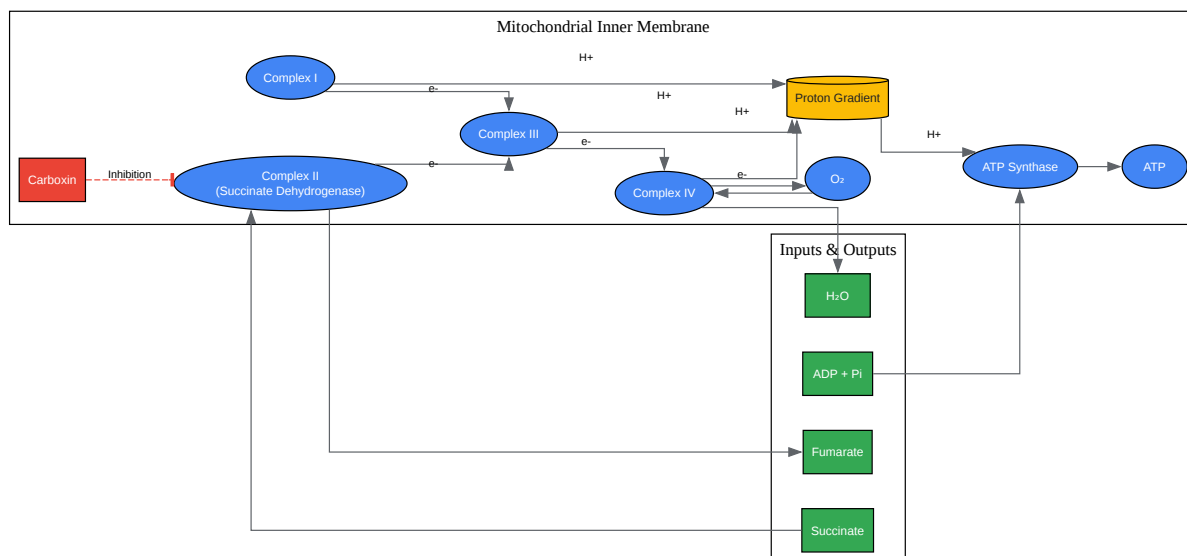 Mitochondrial Inner Membrane
H+
Complex I
e-
H+
Proton Gradient
H+
Complex III
e-
H+
Carboxin
Inhibition
Complex II
(Succinate Dehydrogenase)
e-
Complex IV
e-
O₂
ATP Synthase
ATP
Inputs & Outputs
H₂O
ADP + Pi
Fumarate
Succinate